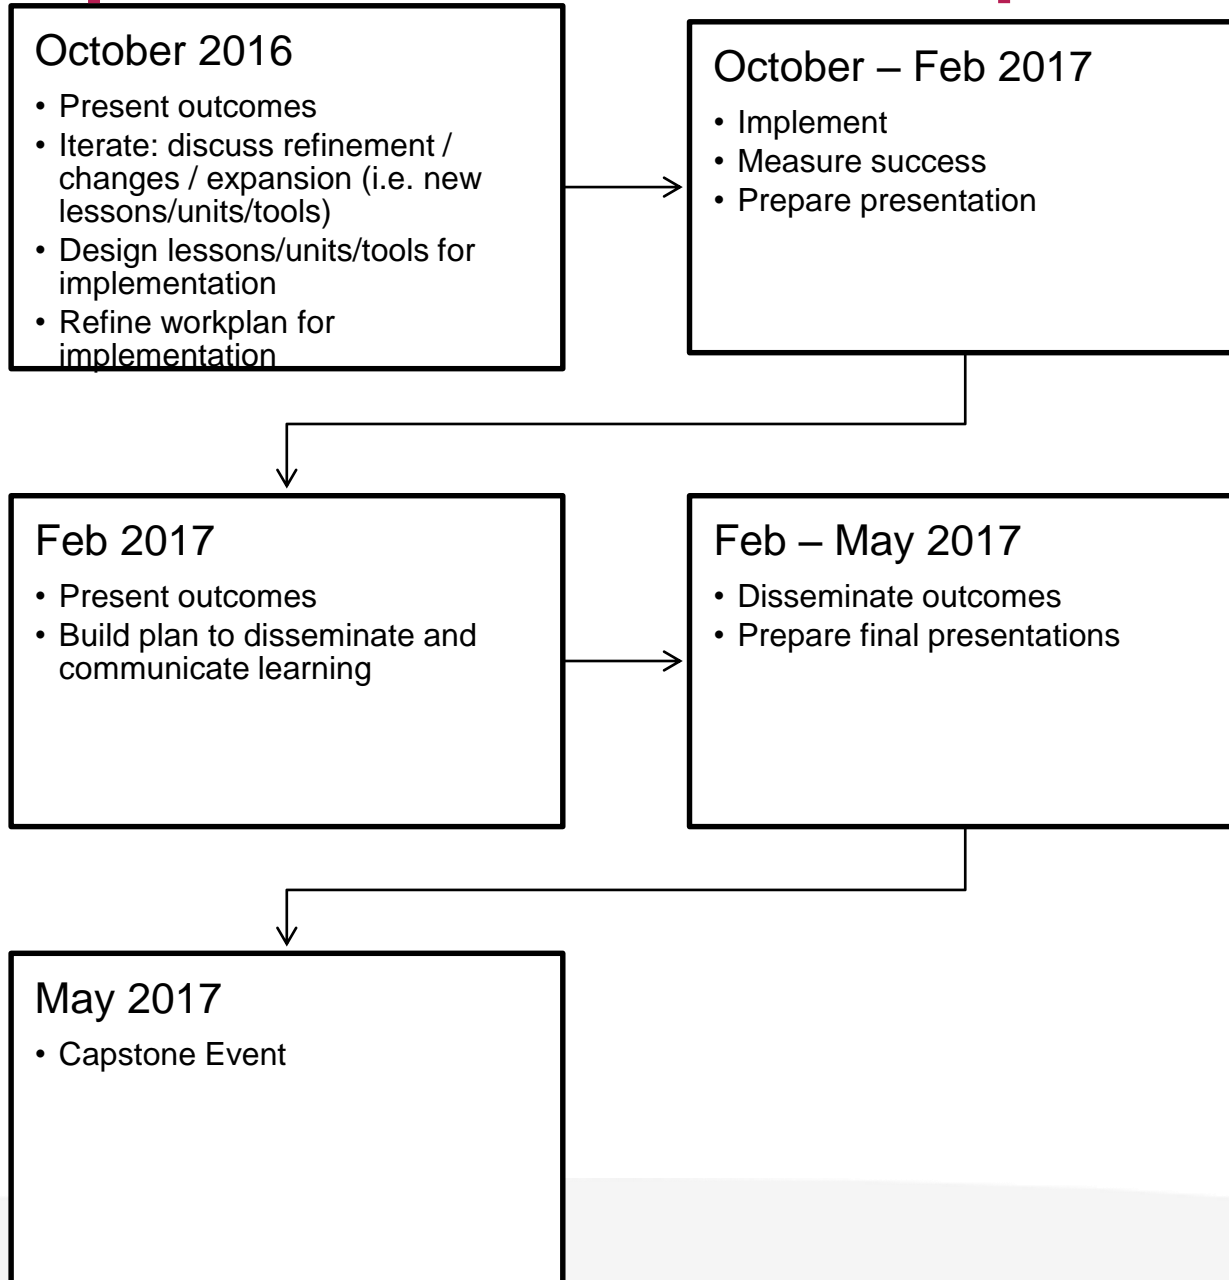 October 2016
• Present outcomes
• Iterate: discuss refinement /
changes / expansion (i.e. new
lessons/units/tools)
• Design lessons/units/tools for
implementation
• Refine workplan for
implementation
October – Feb 2017
• Implement
• Measure success
• Prepare presentation
Feb 2017
• Present outcomes
• Build plan to disseminate and
communicate learning
Feb – May 2017
• Disseminate outcomes
• Prepare final presentations
May 2017
• Capstone Event